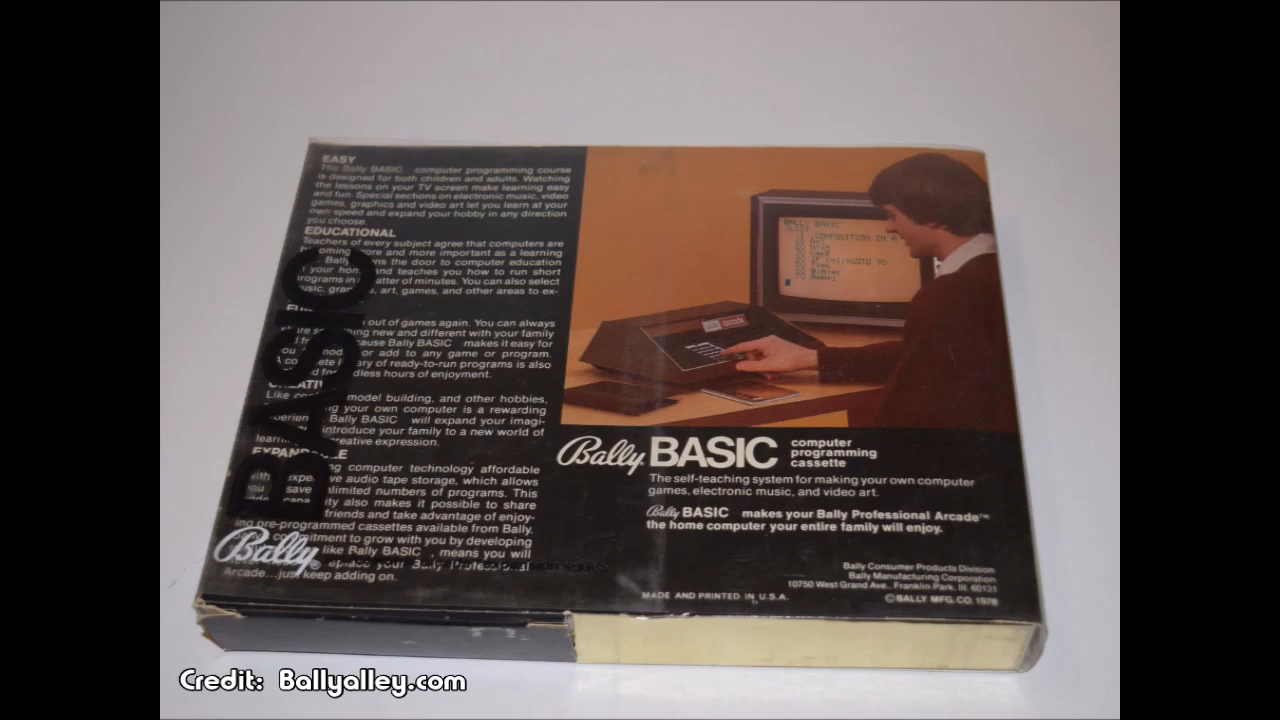 EASY
The Bally BASIC computer programming course
is designed for both children and adults. Watching
the lessons on your TV screen make learning easy
and fun. Special sections on electronic music, video
games, graphics and video art let you learn at your
own speed and expand your hobby in any direction
you choose.
EDUCATIONAL
Teachers of every subject agree that computers are
more and more important as a learning
the door to computer education
your and teaches you how to run short
programs in of minutes. You can also select
art, games, and other areas to ex-
out of games again. You can always
new and different with your family
Bally BASIC makes it easy for
or add to any game or program.
of ready-to-run programs is also
hours of enjoyment.
Like model building, and other hobbies,
your own computer is a rewarding
Bally BASIC will expand your imagi-
introduce your family to a new world of
creative expression.
computer technology affordable
audio tape storage, which allows
save numbers of programs. This
also makes it possible to share
friends and take advantage of enjoy-
ing pre-programmed cassettes available from Bally.
to grow with you by developing
like Bally BASIC , means you will
your Bally
Arcade...just keep adding on.
BASIC
Bally®
BALLY BASIC
COMPOSITION IN A
GOTO 90
Bally BASIC computer
programming
cassette
The self-teaching system for making your own computer
games, electronic music, and video art.
Bally BASIC makes your Bally Professional Arcade™
the home computer your entire family will enjoy.
Bally Consumer Products Division
Bally Manufacturing Corporation
10750 West Grand Ave., Franklin Park, Ill. 60131
MADE AND PRINTED IN U.S.A.
©BALLY MFG. CO. 1978
Credit: Ballyalley.com